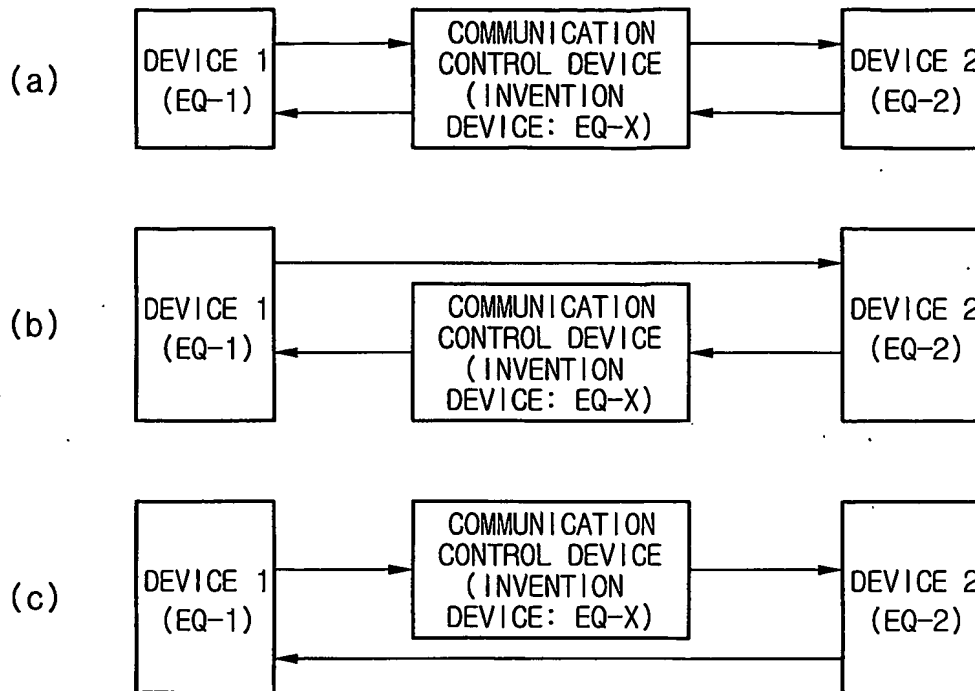 (a)
DEVICE 1
(EQ-1)
COMMUNICATION
CONTROL DEVICE
(INVENTION
DEVICE: EQ-X)
DEVICE 2
(EQ-2)
(b)
DEVICE 1
(EQ-1)
COMMUNICATION
CONTROL DEVICE
(INVENTION
DEVICE: EQ-X)
DEVICE 2
(EQ-2)
(c)
DEVICE 1
(EQ-1)
COMMUNICATION
CONTROL DEVICE
(INVENTION
DEVICE: EQ-X)
DEVICE 2
(EQ-2)